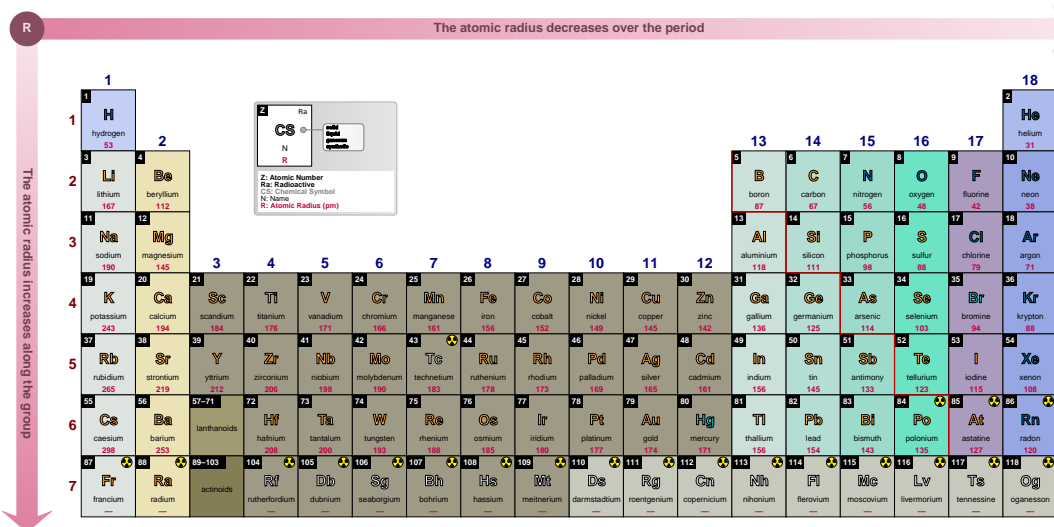 R
The atomic radius decreases over the period
The atomic radius increases along the group
1 18
1 H hydrogen 53
2 He helium 31
1
2 13 14 15 16 17
Z Ra
CS
N
R
solid
liquid
gaseous
synthetic
Z: Atomic Number
Ra: Radioactive
CS: Chemical Symbol
N: Name
R: Atomic Radius (pm)
2
3 Li lithium 167
4 Be beryllium 112
5 B boron 87
6 C carbon 67
7 N nitrogen 56
8 O oxygen 48
9 F fluorine 42
10 Ne neon 38
3
11 Na sodium 190
12 Mg magnesium 145
13 Al aluminium 118
14 Si silicon 111
15 P phosphorus 98
16 S sulfur 88
17 Cl chlorine 79
18 Ar argon 71
3 4 5 6 7 8 9 10 11 12
4
19 K potassium 243
20 Ca calcium 194
21 Sc scandium 184
22 Ti titanium 176
23 V vanadium 171
24 Cr chromium 166
25 Mn manganese 161
26 Fe iron 156
27 Co cobalt 152
28 Ni nickel 149
29 Cu copper 145
30 Zn zinc 142
31 Ga gallium 136
32 Ge germanium 125
33 As arsenic 114
34 Se selenium 103
35 Br bromine 94
36 Kr krypton 88
5
37 Rb rubidium 265
38 Sr strontium 219
39 Y yttrium 212
40 Zr zirconium 206
41 Nb niobium 198
42 Mo molybdenum 190
43 Tc technetium 183
44 Ru ruthenium 178
45 Rh rhodium 173
46 Pd palladium 169
47 Ag silver 165
48 Cd cadmium 161
49 In indium 156
50 Sn tin 145
51 Sb antimony 133
52 Te tellurium 123
53 I iodine 115
54 Xe xenon 108
6
55 Cs caesium 298
56 Ba barium 253
57–71 lanthanoids
72 Hf hafnium 208
73 Ta tantalum 200
74 W tungsten 193
75 Re rhenium 188
76 Os osmium 185
77 Ir iridium 180
78 Pt platinum 177
79 Au gold 174
80 Hg mercury 171
81 Tl thallium 156
82 Pb lead 154
83 Bi bismuth 143
84 Po polonium 135
85 At astatine 127
86 Rn radon 120
7
87 Fr francium —
88 Ra radium —
89–103 actinoids
104 Rf rutherfordium —
105 Db dubnium —
106 Sg seaborgium —
107 Bh bohrium —
108 Hs hassium —
109 Mt meitnerium —
110 Ds darmstadtium —
111 Rg roentgenium —
112 Cn copernicium —
113 Nh nihonium —
114 Fl flerovium —
115 Mc moscovium —
116 Lv livermorium —
117 Ts tennessine —
118 Og oganesson —